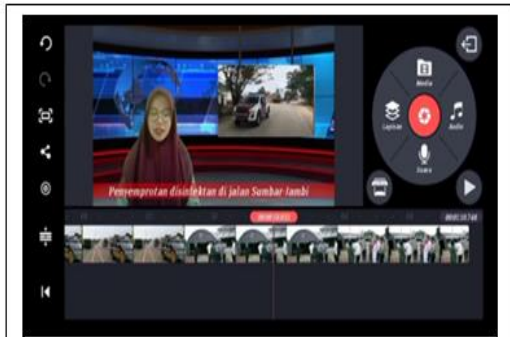 Media
Lapisan
Audio
Suara
Penyemprotan disinfektan di jalan Sumbar Jambi